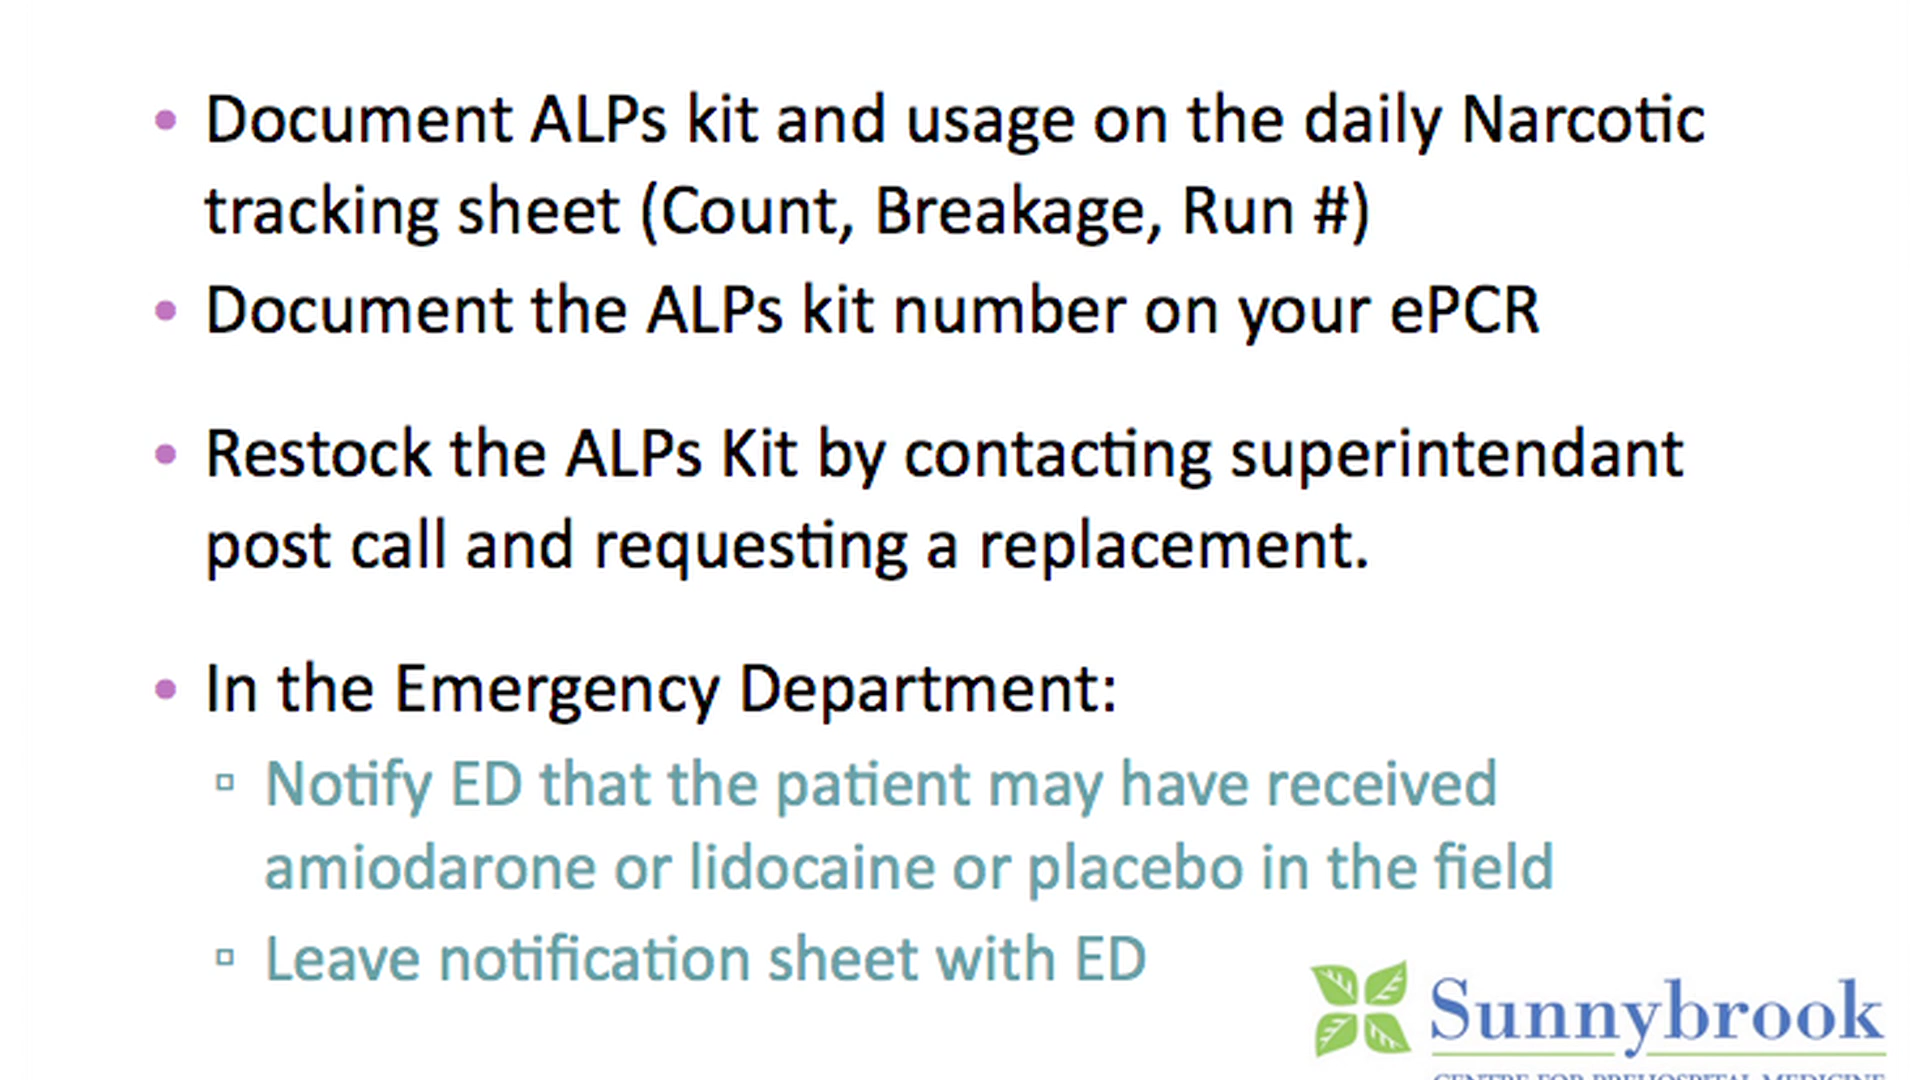 • Document ALPs kit and usage on the daily Narcotic
tracking sheet (Count, Breakage, Run #)
• Document the ALPs kit number on your ePCR
• Restock the ALPs Kit by contacting superintendant
post call and requesting a replacement.
• In the Emergency Department:
▫ Notify ED that the patient may have received
amiodarone or lidocaine or placebo in the field
▫ Leave notification sheet with ED
Sunnybrook
CENTRE FOR PREHOSPITAL MEDICINE